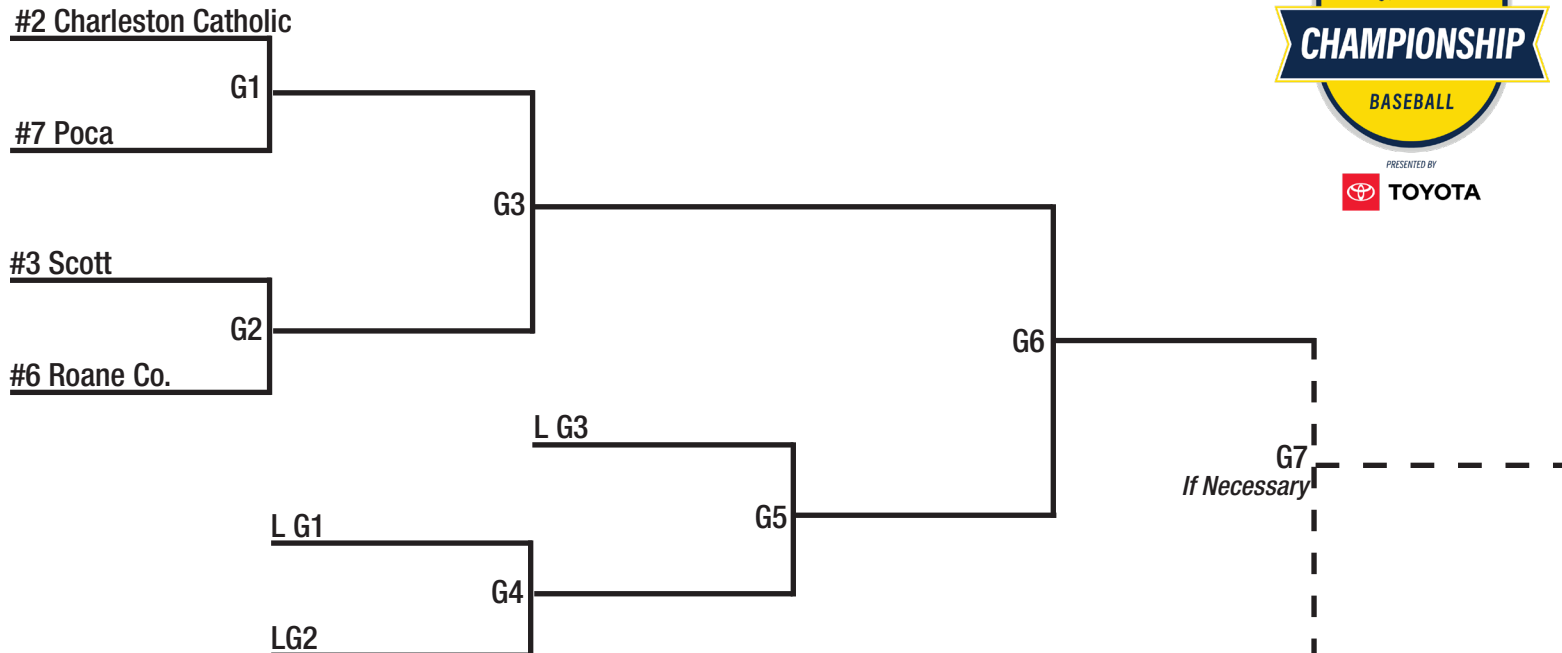 #2 Charleston Catholic
CHAMPIONSHIP
G1
BASEBALL
#7 Poca
PRESENTED BY
TOYOTA
G3
#3 Scott
G2
G6
#6 Roane Co.
L G3
G7
If Necessary
L G1
G5
G4
LG2